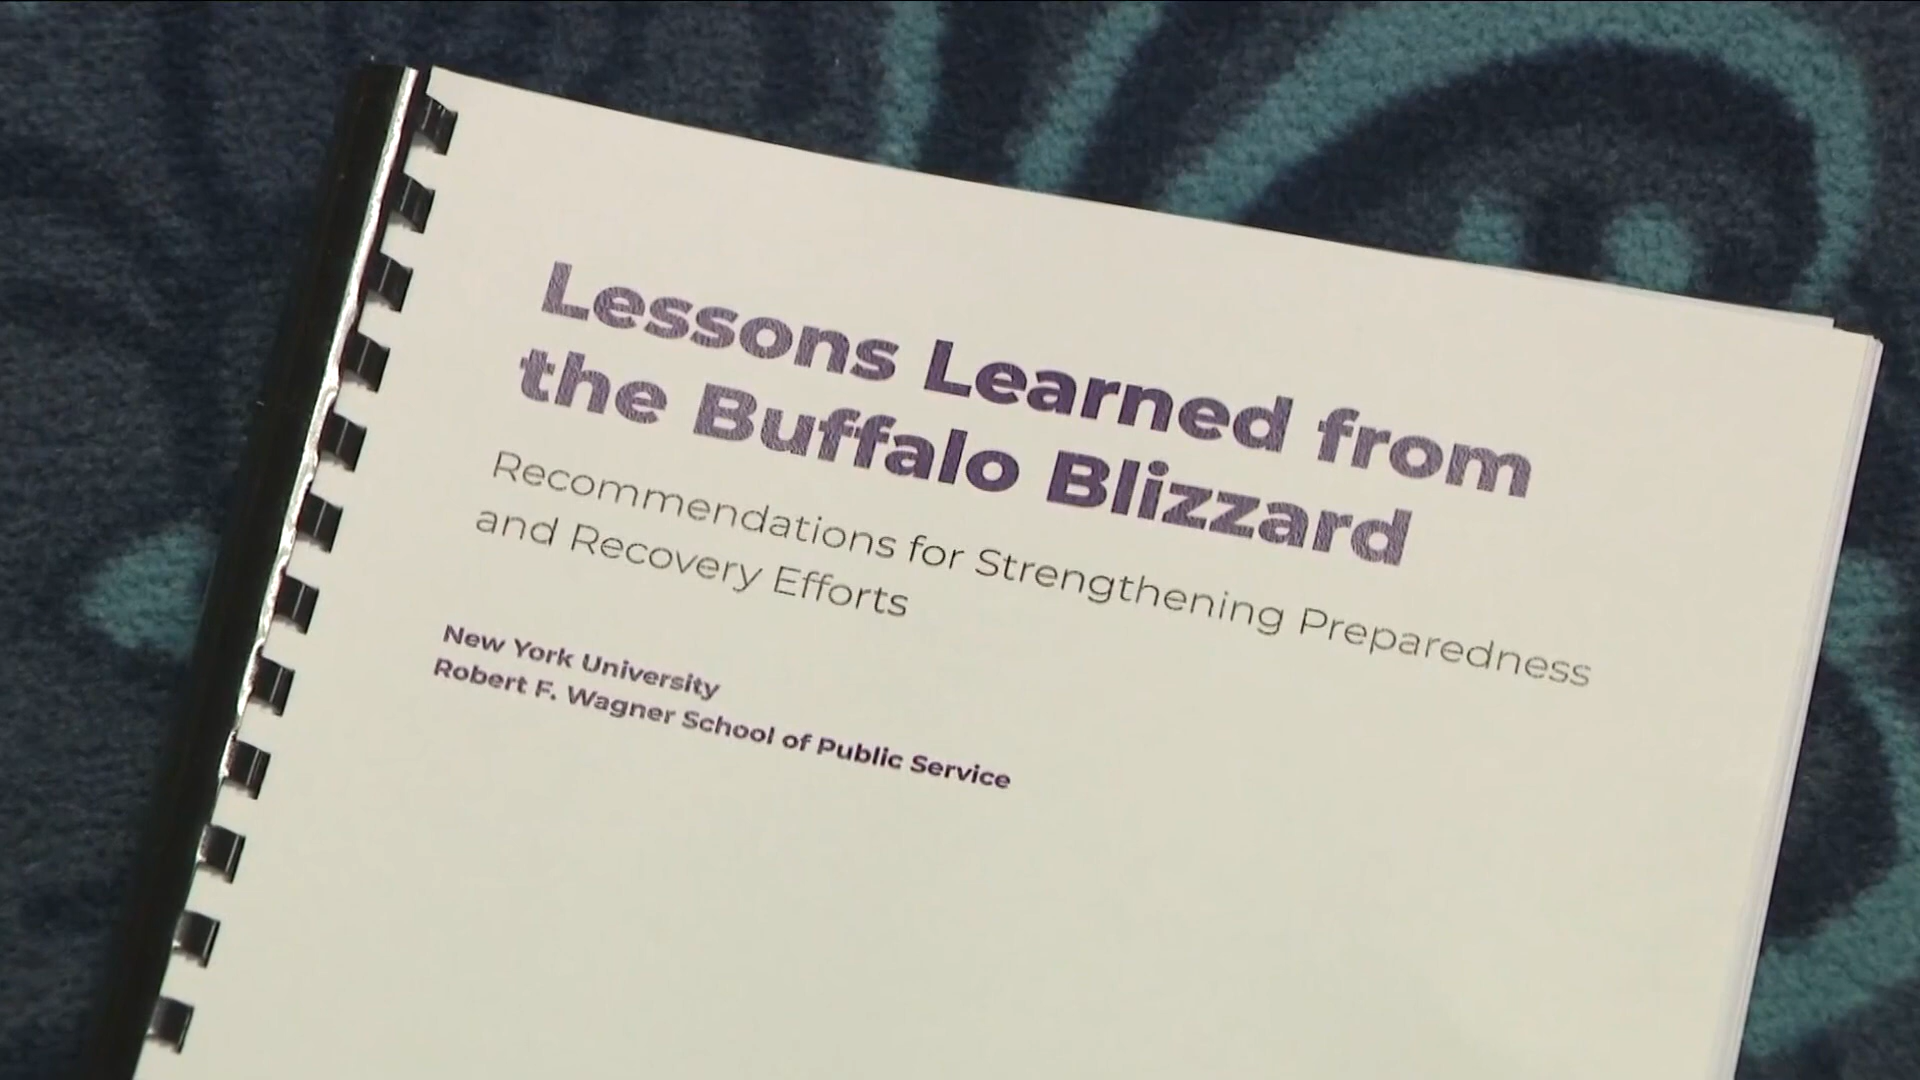 Lessons Learned from
the Buffalo Blizzard
Recommendations for Strengthening Preparedness
and Recovery Efforts
New York University
Robert F. Wagner School of Public Service